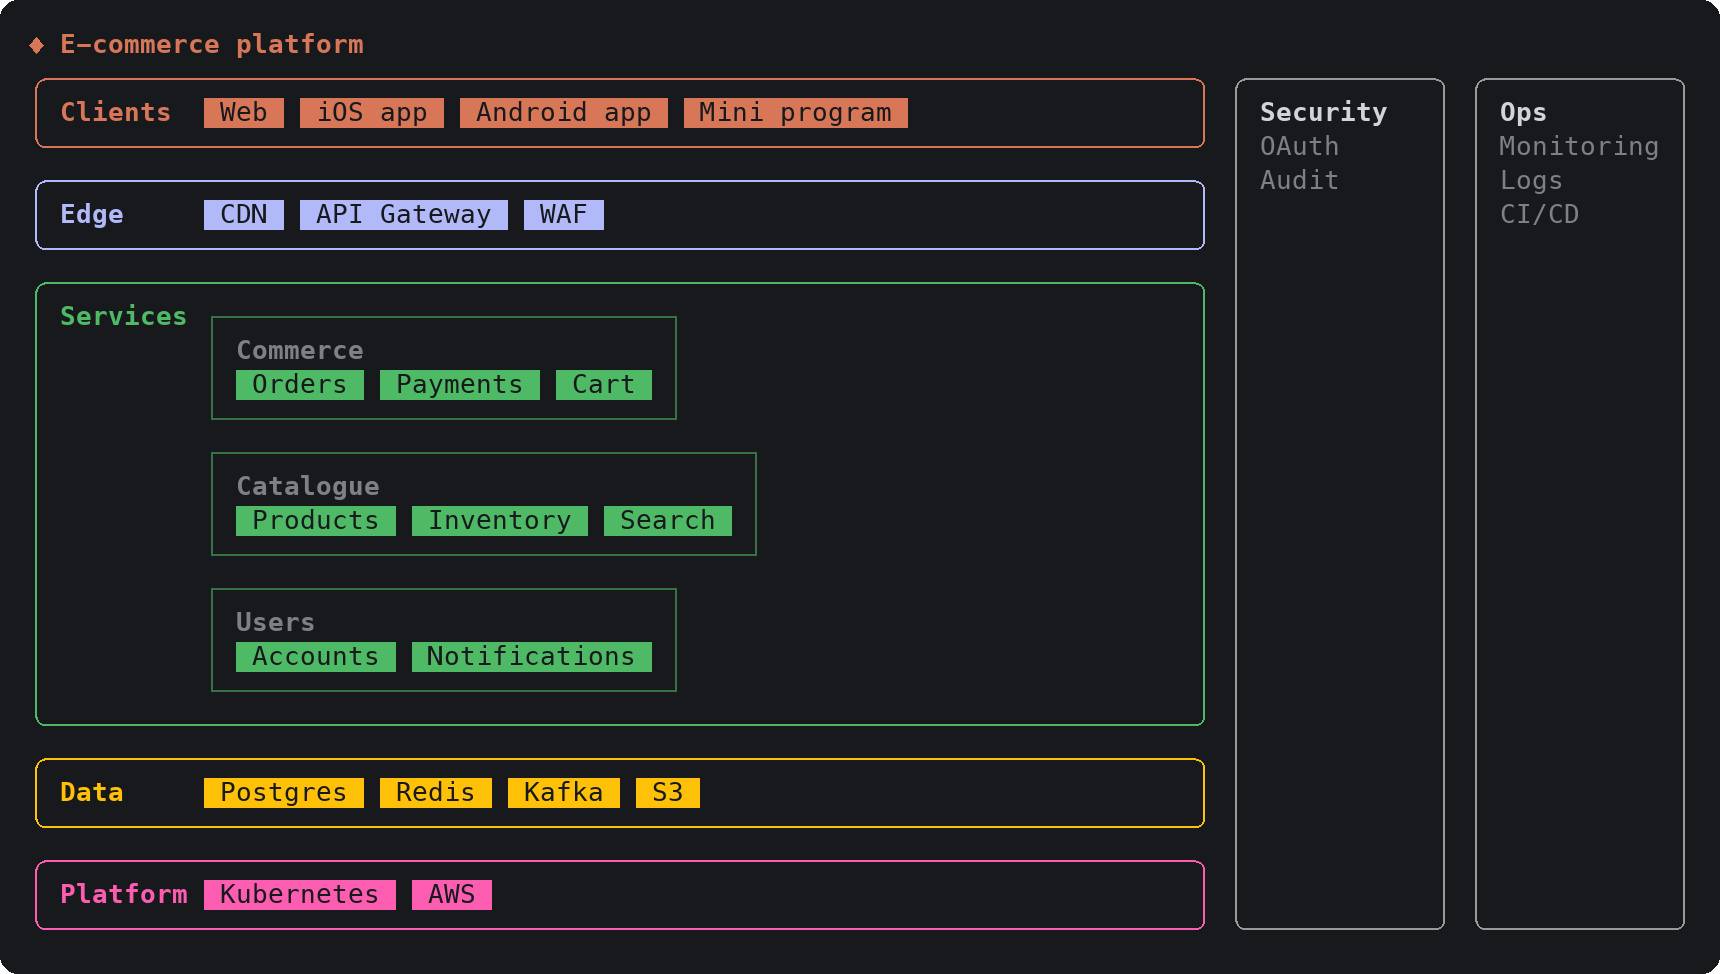 ♦ E−commerce platform
Clients Web iOS app Android app Mini program
Edge CDN API Gateway WAF
Services
Commerce
Orders Payments Cart
Catalogue
Products Inventory Search
Users
Accounts Notifications
Data Postgres Redis Kafka S3
Platform Kubernetes AWS
Security
OAuth
Audit
Ops
Monitoring
Logs
CI/CD